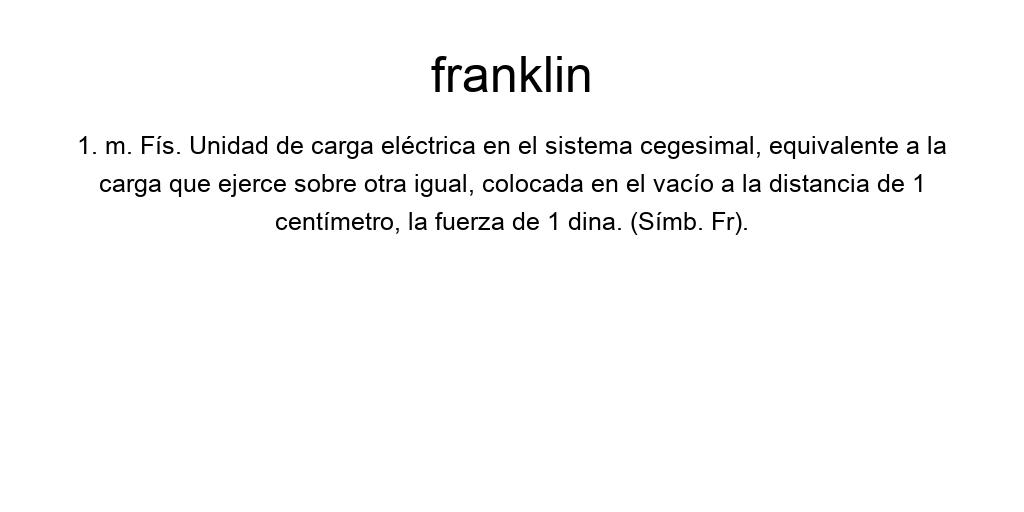 franklin
1. m. Fís. Unidad de carga eléctrica en el sistema cegesimal, equivalente a la
carga que ejerce sobre otra igual, colocada en el vacío a la distancia de 1
centímetro, la fuerza de 1 dina. (Símb. Fr).